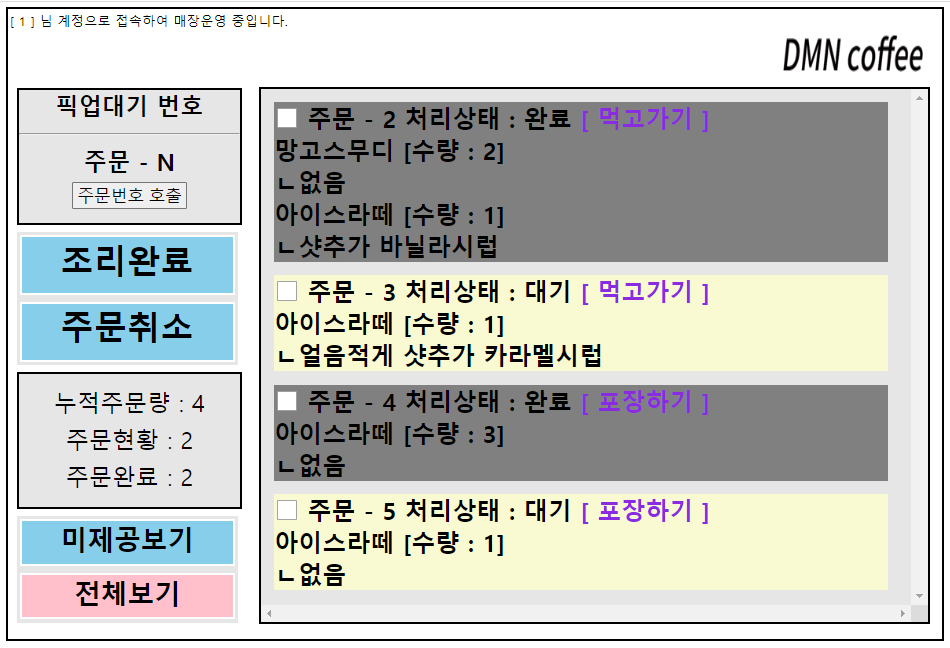 [ 1 ] 님 계정으로 접속하여 매장운영 중입니다.
DMN coffee
픽업대기 번호
주문 - N
주문번호 호출
조리완료
주문취소
누적주문량 : 4
주문현황 : 2
주문완료 : 2
미제공보기
전체보기
주문 - 2 처리상태 : 완료 [ 먹고가기 ]
망고스무디 [수량 : 2]
ㄴ없음
아이스라떼 [수량 : 1]
ㄴ샷추가 바닐라시럽
주문 - 3 처리상태 : 대기 [ 먹고가기 ]
아이스라떼 [수량 : 1]
ㄴ얼음적게 샷추가 카라멜시럽
주문 - 4 처리상태 : 완료 [ 포장하기 ]
아이스라떼 [수량 : 3]
ㄴ없음
주문 - 5 처리상태 : 대기 [ 포장하기 ]
아이스라떼 [수량 : 1]
ㄴ없음